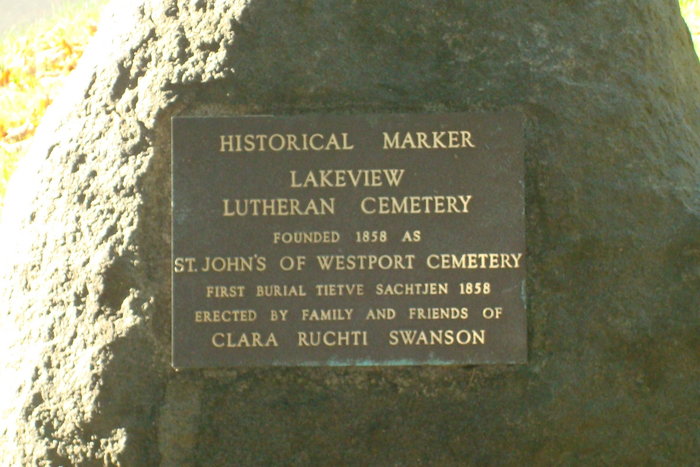 HISTORICAL MARKER
LAKEVIEW
LUTHERAN CEMETERY
FOUNDED 1858 AS
ST. JOHN'S OF WESTPORT CEMETERY
FIRST BURIAL TIETVE SACHTJEN 1858
ERECTED BY FAMILY AND FRIENDS OF
CLARA RUCHTI SWANSON